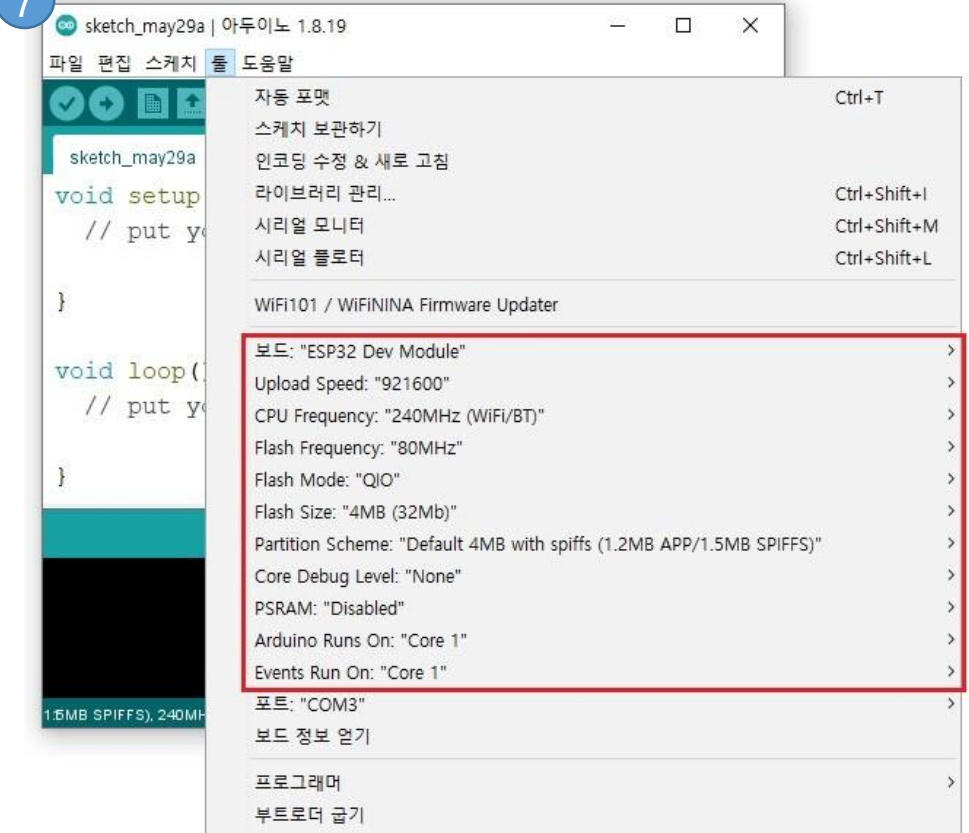 7
sketch_may29a | 아두이노 1.8.19
파일 편집 스케치 툴 도움말
sketch_may29a
void setup
// put yo
}
void loop()
// put yo
}
1.5MB SPIFFS), 240MH
자동 포맷 Ctrl+T
스케치 보관하기
인코딩 수정 & 새로 고침
라이브러리 관리... Ctrl+Shift+I
시리얼 모니터 Ctrl+Shift+M
시리얼 플로터 Ctrl+Shift+L
WiFi101 / WiFiNINA Firmware Updater
보드: "ESP32 Dev Module"
Upload Speed: "921600"
CPU Frequency: "240MHz (WiFi/BT)"
Flash Frequency: "80MHz"
Flash Mode: "QIO"
Flash Size: "4MB (32Mb)"
Partition Scheme: "Default 4MB with spiffs (1.2MB APP/1.5MB SPIFFS)"
Core Debug Level: "None"
PSRAM: "Disabled"
Arduino Runs On: "Core 1"
Events Run On: "Core 1"
포트: "COM3"
보드 정보 얻기
프로그래머
부트로더 굽기